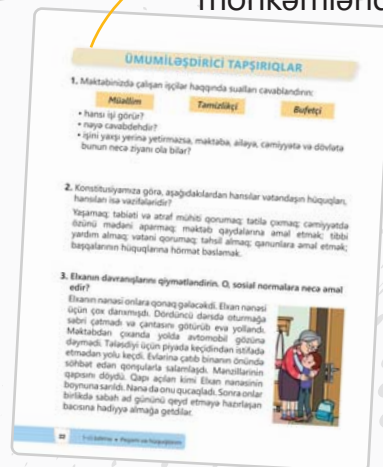 ÜMUMİLƏŞDİRİCİ TAPŞIRIQLAR
1. Məktəbinizdə çalışan işçilər haqqında sualları cavablandırın:
Müəllim
Təmizlikçi
Bufetçi
• hansı işi görür?
• nəyə cavabdehdir?
• işini yaxşı yerinə yetirməzsə, məktəbə, ailəyə, cəmiyyətə və dövlətə
bunun necə ziyanı ola bilər?
2. Konstitusiyamıza görə, aşağıdakılardan hansılar vətəndaşın hüquqları,
hansıları isə vəzifələridir?
Yaşamaq; təbiəti və ətraf mühiti qorumaq; tətilə çıxmaq; cəmiyyətdə
özünü mədəni aparmaq; məktəb qaydalarına əməl etmək; tibbi
yardım almaq; vətəni qorumaq; təhsil almaq; qanunlara əməl etmək;
başqalarının hüquqlarına hörmət bəsləmək.
3. Elxanın davranışlarını qiymətləndirin. O, sosial normalara necə əməl
edir?
Elxanın nənəsi onlara qonaq gələcəkdi. Elxan nənəsi
üçün çox darıxmışdı. Dördüncü dərsdə oturmağa
səbri çatmadı və çantasını götürüb evə yollandı.
Məktəbdən çıxanda yolda avtomobil gözünə
dəymədi. Tələsdiyi üçün piyada keçidindən istifadə
etmədən yolu keçdi. Evlərinə çatıb binanın önündə
söhbət edən qonşularla salamlaşdı. Mənzillərinin
qapısını döydü. Qapı açılan kimi Elxan nənəsinin
boynuna sarıldı. Nənə də onu qucaqladı. Sonra onlar
birlikdə sabah ad gününü qeyd etməyə hazırlaşan
bacısına hədiyyə almağa getdilər.
22